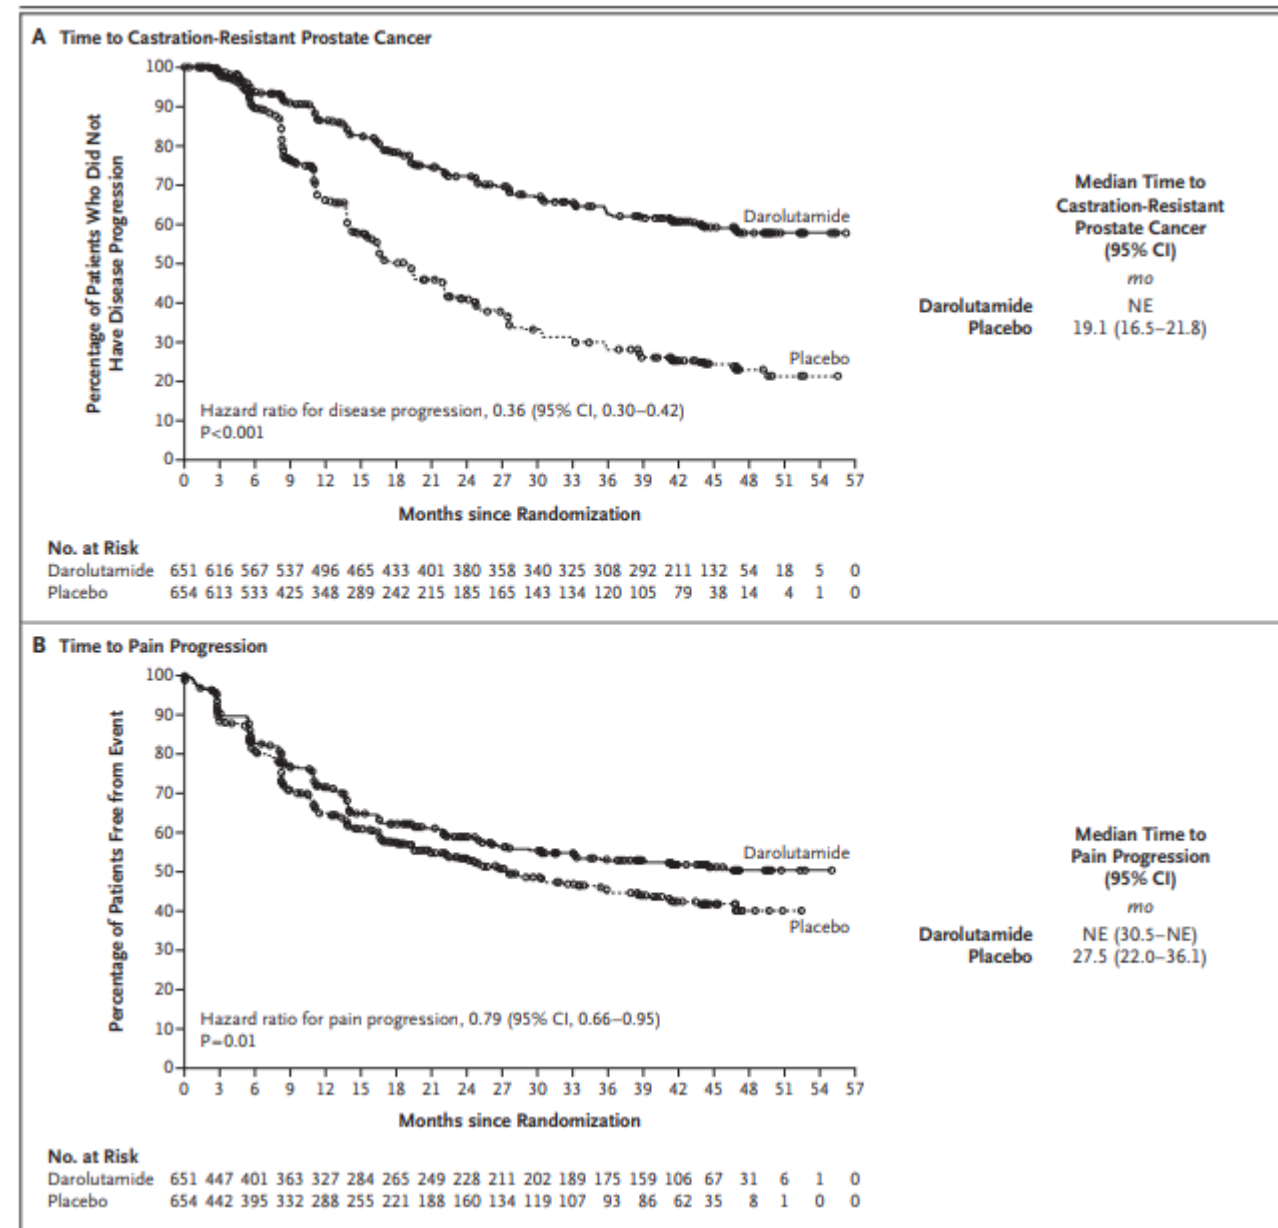 A Time to Castration-Resistant Prostate Cancer
Percentage of Patients Who Did Not
Have Disease Progression
100
90
80
70
60
50
40
30
20
10
0
Darolutamide
Placebo
Hazard ratio for disease progression, 0.36 (95% CI, 0.30–0.42)
P<0.001
0 3 6 9 12 15 18 21 24 27 30 33 36 39 42 45 48 51 54 57
Months since Randomization
Median Time to
Castration-Resistant
Prostate Cancer
(95% CI)
mo
Darolutamide NE
Placebo 19.1 (16.5–21.8)
No. at Risk
Darolutamide 651 616 567 537 496 465 433 401 380 358 340 325 308 292 211 132 54 18 5 0
Placebo 654 613 533 425 348 289 242 215 185 165 143 134 120 105 79 38 14 4 1 0
B Time to Pain Progression
Percentage of Patients Free from Event
100
90
80
70
60
50
40
30
20
10
0
Darolutamide
Placebo
Hazard ratio for pain progression, 0.79 (95% CI, 0.66–0.95)
P=0.01
0 3 6 9 12 15 18 21 24 27 30 33 36 39 42 45 48 51 54 57
Months since Randomization
Median Time to
Pain Progression
(95% CI)
mo
Darolutamide NE (30.5–NE)
Placebo 27.5 (22.0–36.1)
No. at Risk
Darolutamide 651 447 401 363 327 284 265 249 228 211 202 189 175 159 106 67 31 6 1 0
Placebo 654 442 395 332 288 255 221 188 160 134 119 107 93 86 62 35 8 1 0 0